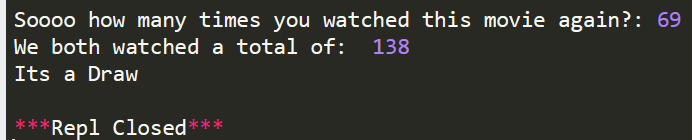 Soooo how many times you watched this movie again?: 69
We both watched a total of:  138
Its a Draw
***Repl Closed***